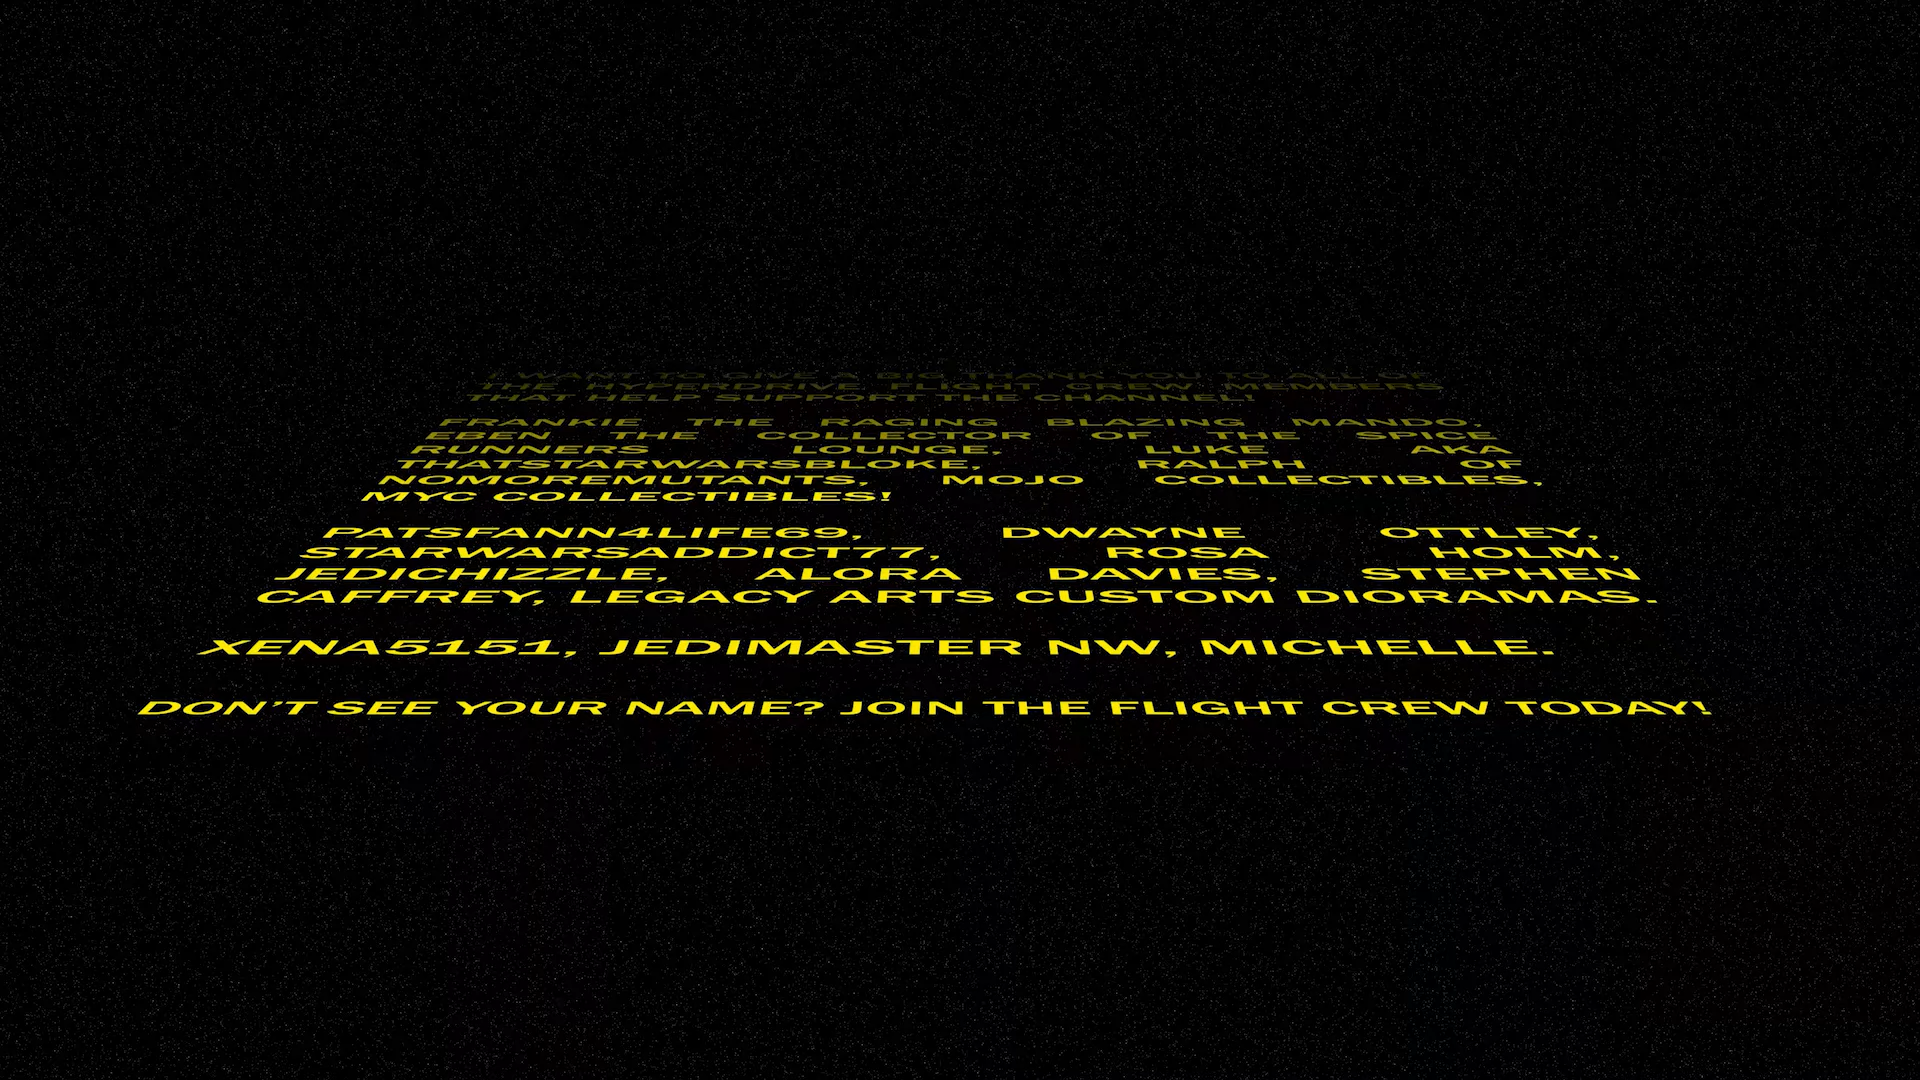 I WANT TO GIVE A BIG THANK YOU TO ALL OF
THE HYPERDRIVE FLIGHT CREW MEMBERS
THAT HELP SUPPORT THE CHANNEL!
FRANKIE THE RAGING BLAZING MANDO,
EBEN THE COLLECTOR OF THE SPICE
RUNNERS LOUNGE, LUKE AKA
THATSTARWARSBLOKE, RALPH OF
NOMOREMUTANTS, MOJO COLLECTIBLES,
MYC COLLECTIBLES!
PATSFANN4LIFE69, DWAYNE OTTLEY,
STARWARSADDICT77, ROSA HOLM,
JEDICHIZZLE, ALORA DAVIES, STEPHEN
CAFFREY, LEGACY ARTS CUSTOM DIORAMAS.
XENA5151, JEDIMASTER NW, MICHELLE.
DON'T SEE YOUR NAME? JOIN THE FLIGHT CREW TODAY!